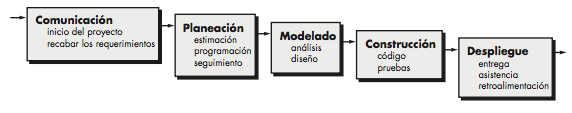 Comunicación
inicio del proyecto
recabar los requerimientos
Planeación
estimación
programación
seguimiento
Modelado
análisis
diseño
Construcción
código
pruebas
Despliegue
entrega
asistencia
retroalimentación